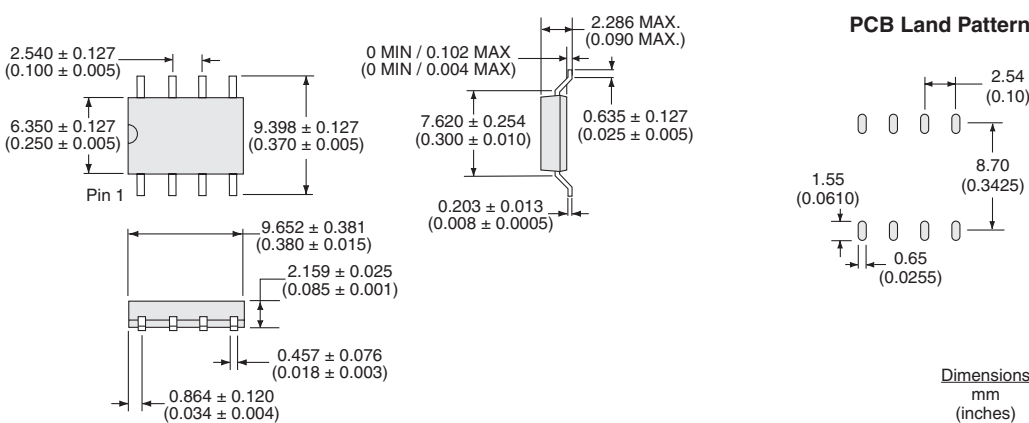 2.540 ± 0.127
(0.100 ± 0.005)
6.350 ± 0.127
(0.250 ± 0.005)
9.398 ± 0.127
(0.370 ± 0.005)
Pin 1
9.652 ± 0.381
(0.380 ± 0.015)
2.159 ± 0.025
(0.085 ± 0.001)
0.457 ± 0.076
(0.018 ± 0.003)
0.864 ± 0.120
(0.034 ± 0.004)
2.286 MAX.
(0.090 MAX.)
0 MIN / 0.102 MAX
(0 MIN / 0.004 MAX)
7.620 ± 0.254
(0.300 ± 0.010)
0.635 ± 0.127
(0.025 ± 0.005)
0.203 ± 0.013
(0.008 ± 0.0005)
PCB Land Pattern
2.54
(0.10)
8.70
(0.3425)
1.55
(0.0610)
0.65
(0.0255)
Dimensions
mm
(inches)